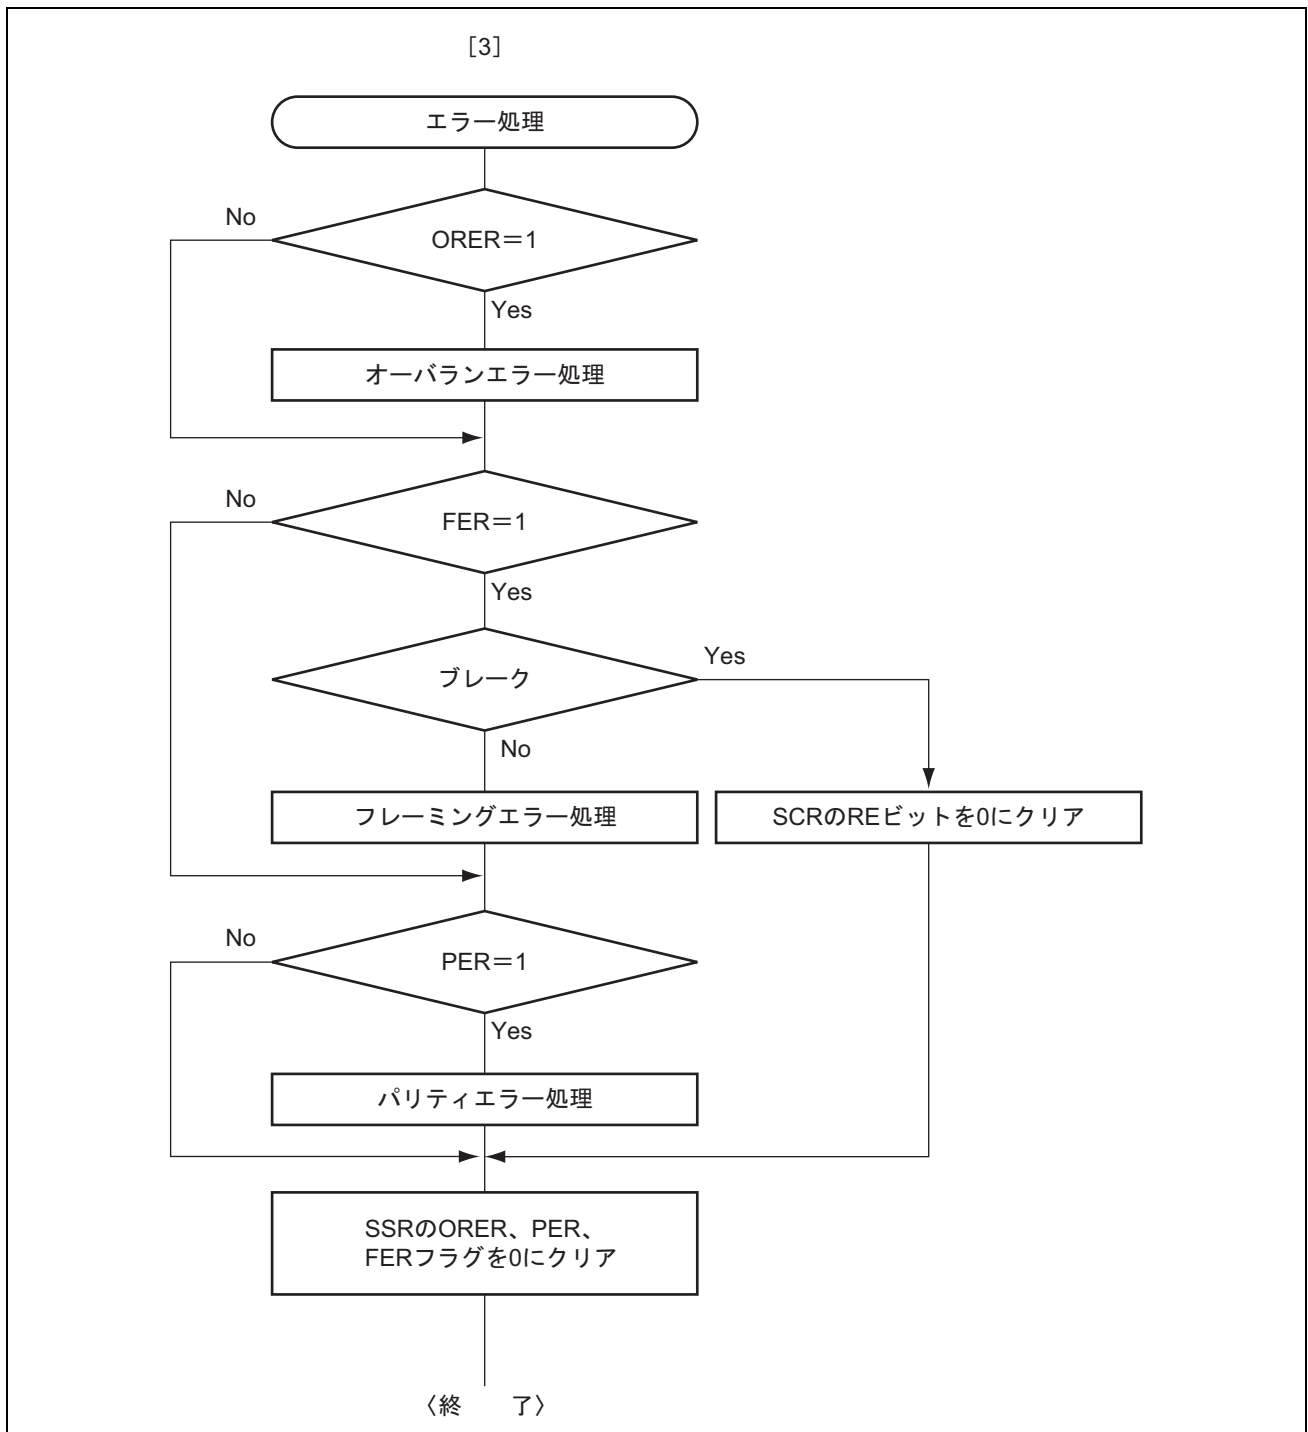 [3]
エラー処理
No
ORER＝1
Yes
オーバランエラー処理
No
FER＝1
Yes
ブレーク
Yes
No
フレーミングエラー処理
SCRのREビットを0にクリア
No
PER＝1
Yes
パリティエラー処理
SSRのORER、PER、
FERフラグを0にクリア
〈終　了〉